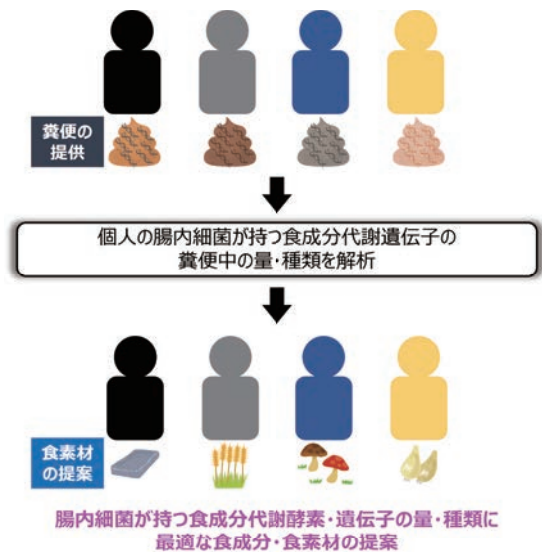 糞便の
提供
個人の腸内細菌が持つ食成分代謝遺伝子の
糞便中の量・種類を解析
食素材
の提案
腸内細菌が持つ食成分代謝酵素・遺伝子の量・種類に
最適な食成分・食素材の提案